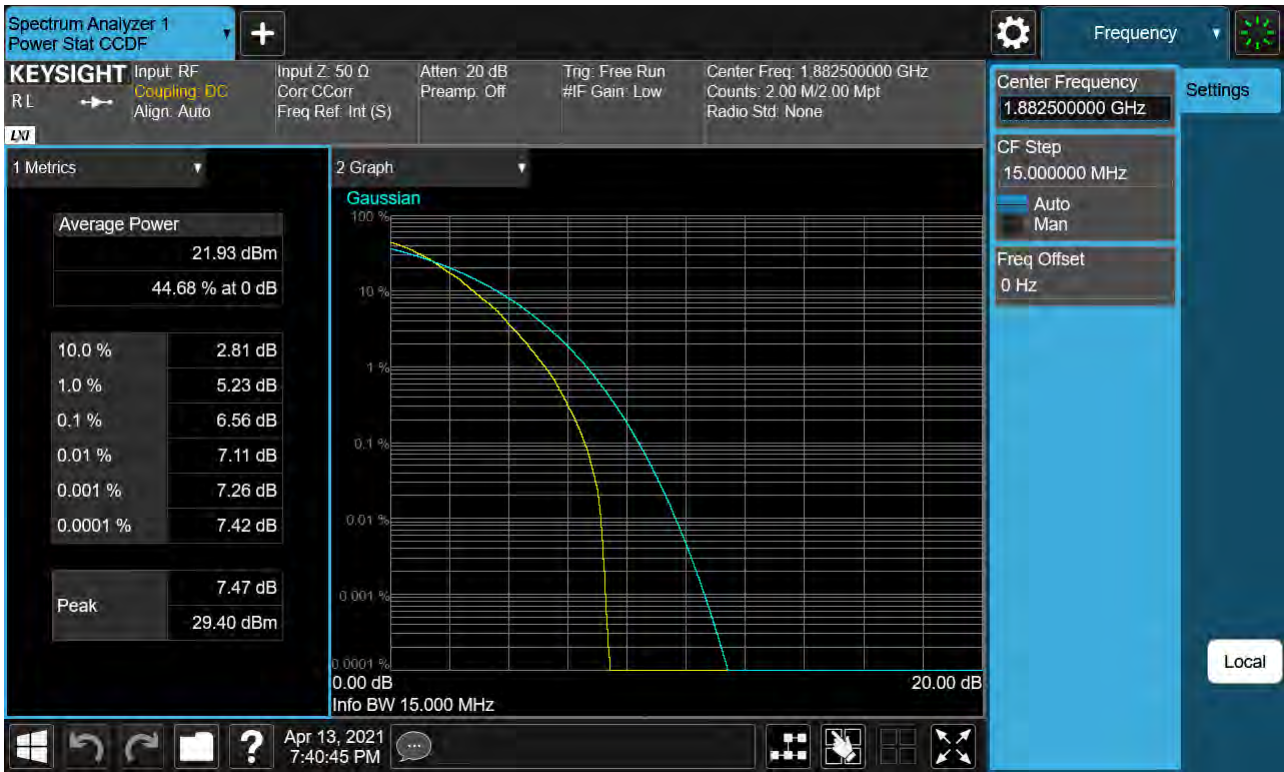 Spectrum Analyzer 1
Power Stat CCDF
+
Frequency
KEYSIGHT
RL
LXI
Input: RF
Coupling: DC
Align: Auto
Input Z: 50 Ω
Corr CCorr
Freq Ref: Int (S)
Atten: 20 dB
Preamp: Off
Trig: Free Run
#IF Gain: Low
Center Freq: 1.882500000 GHz
Counts: 2.00 M/2.00 Mpt
Radio Std: None
Center Frequency
1.882500000 GHz
Settings
CF Step
15.000000 MHz
Auto
Man
Freq Offset
0 Hz
Local
1 Metrics
Average Power
21.93 dBm
44.68 % at 0 dB
10.0 % 2.81 dB
1.0 % 5.23 dB
0.1 % 6.56 dB
0.01 % 7.11 dB
0.001 % 7.26 dB
0.0001 % 7.42 dB
Peak 7.47 dB
29.40 dBm
2 Graph
Gaussian
100 %
10 %
1 %
0.1 %
0.01 %
0.001 %
0.0001 %
0.00 dB 20.00 dB
Info BW 15.000 MHz
?
Apr 13, 2021
7:40:45 PM